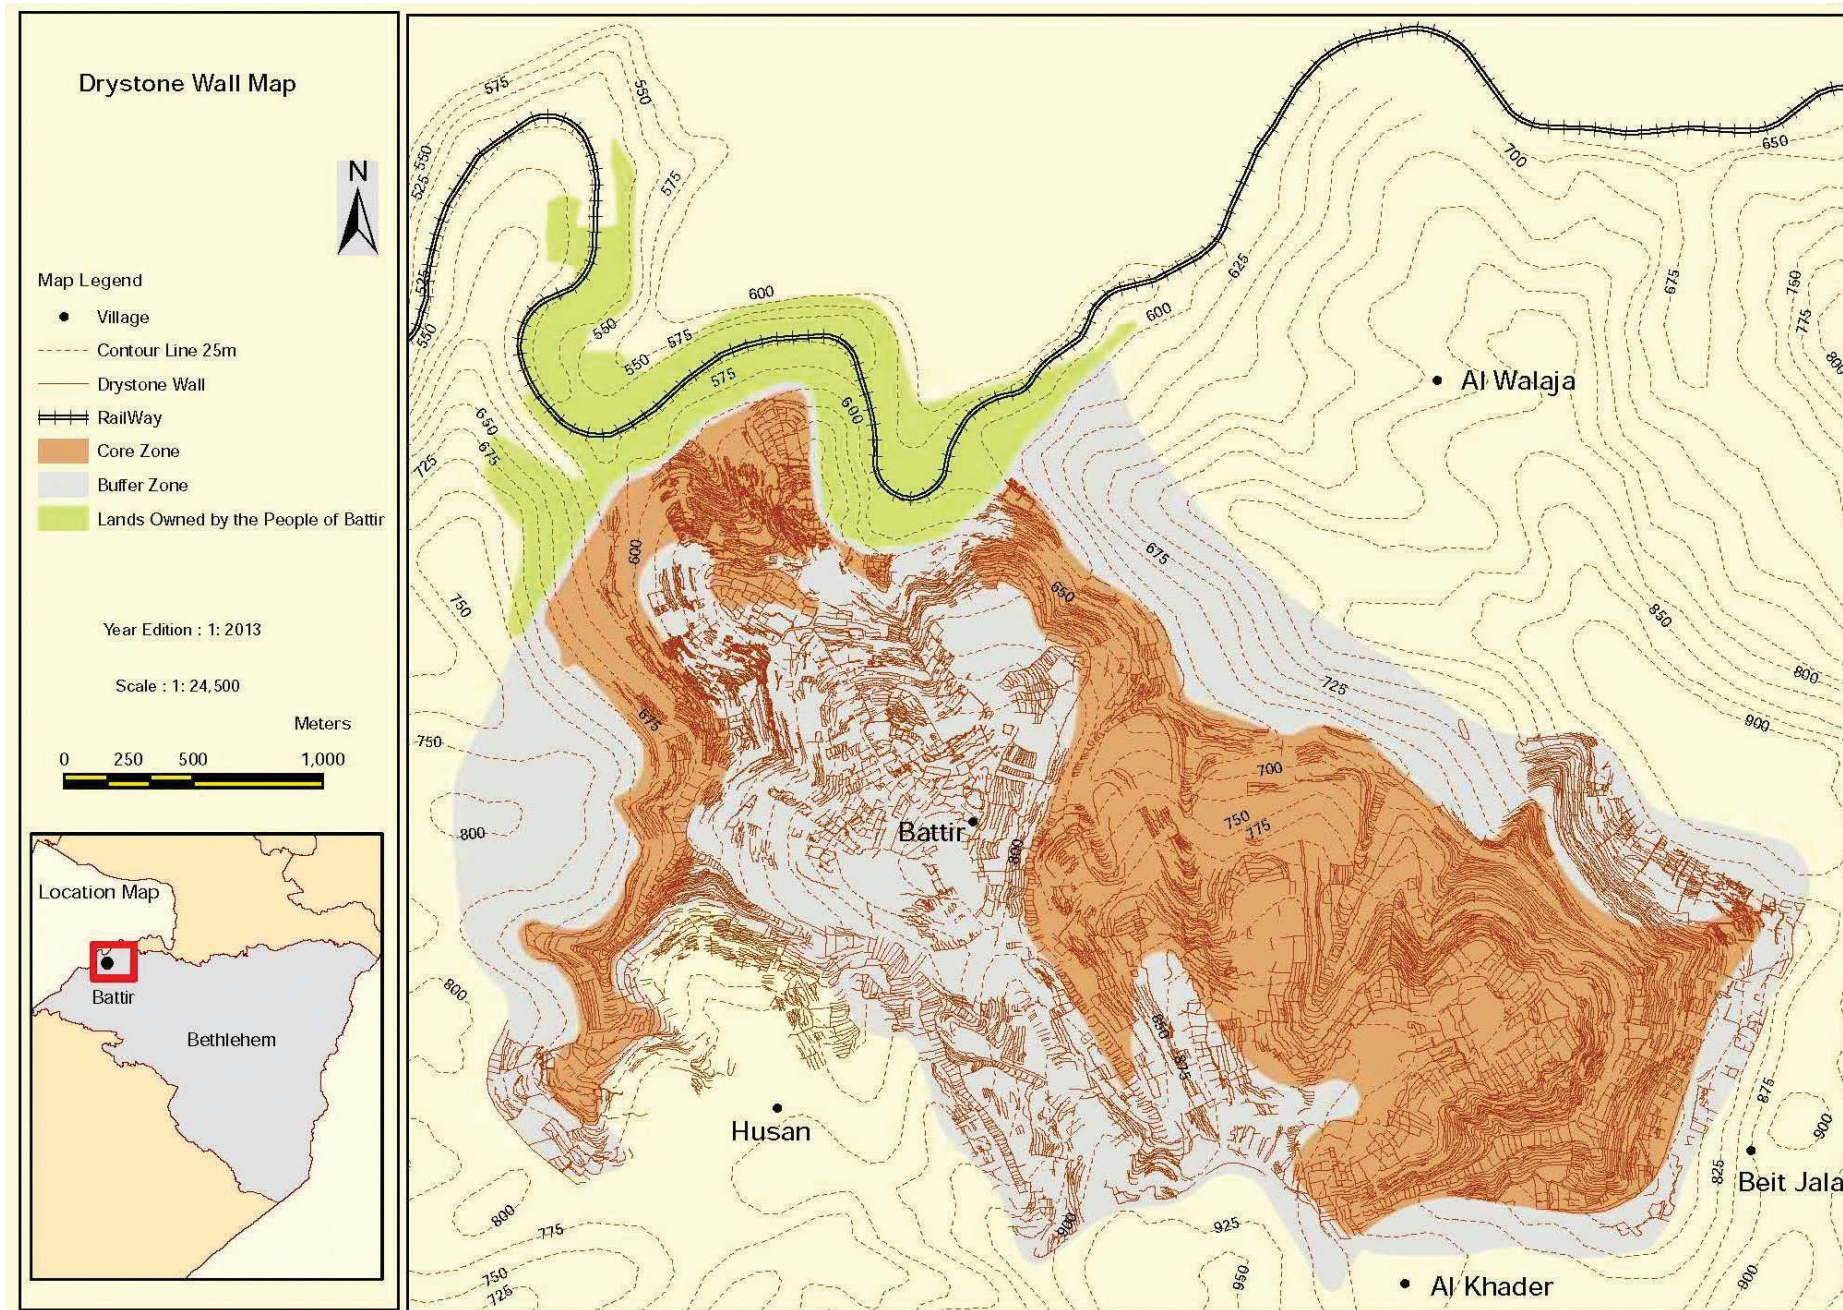 Drystone Wall Map
N
Map Legend
Village
Contour Line 25m
Drystone Wall
RailWay
Core Zone
Buffer Zone
Lands Owned by the People of Battir
Year Edition : 1: 2013
Scale : 1: 24,500
Meters
0 250 500 1,000
Location Map
Battir
Bethlehem
575
550
550
525
575
525
550
600
550
575
550
575
600
650
675
725
600
750
675
750
800
800
800
775
750
725
650
700
625
600
675
750
775
800
Al Walaja
675
650
850
725
800
900
700
750
775
Battir
800
850
875
Husan
900
925
950
875
825
900
900
Beit Jala
Al Khader